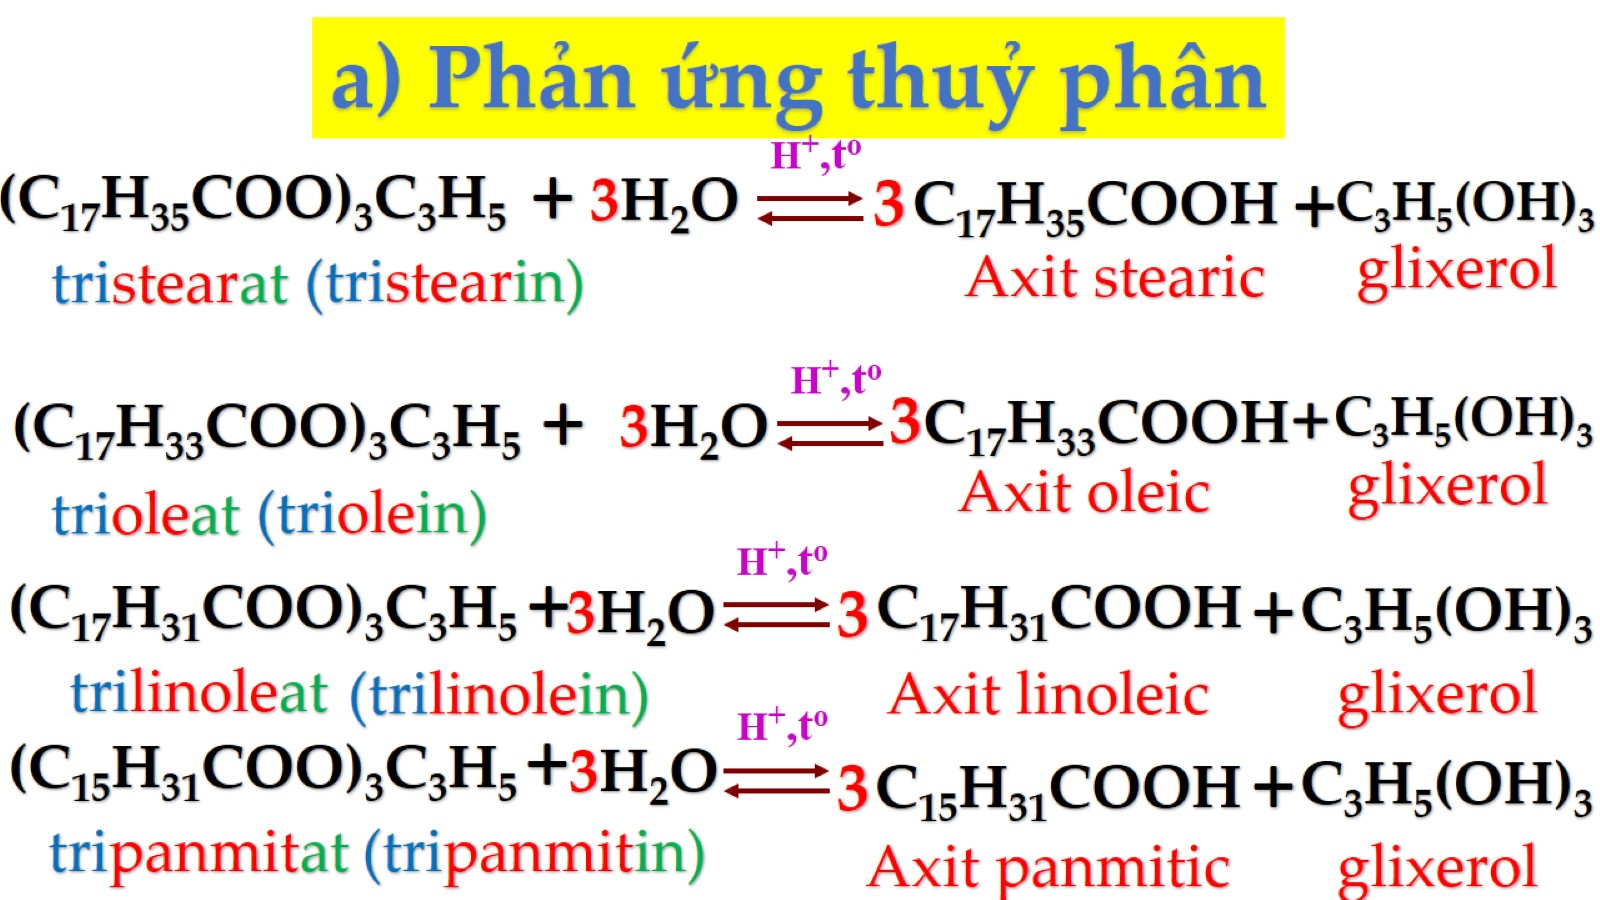 a) Phản ứng thuỷ phân
H⁺,tº
(C₁₇H₃₅COO)₃C₃H₅ + 3H₂O ⇌ 3 C₁₇H₃₅COOH +C₃H₅(OH)₃
tristearat (tristearin) Axit stearic glixerol
H⁺,tº
(C₁₇H₃₃COO)₃C₃H₅ + 3H₂O ⇌ 3C₁₇H₃₃COOH+C₃H₅(OH)₃
trioleat (triolein) Axit oleic glixerol
H⁺,tº
(C₁₇H₃₁COO)₃C₃H₅ +3H₂O ⇌ 3 C₁₇H₃₁COOH +C₃H₅(OH)₃
trilinoleat (trilinolein) Axit linoleic glixerol
H⁺,tº
(C₁₅H₃₁COO)₃C₃H₅ +3H₂O ⇌ 3 C₁₅H₃₁COOH +C₃H₅(OH)₃
tripanmitat (tripanmitin) Axit panmitic glixerol